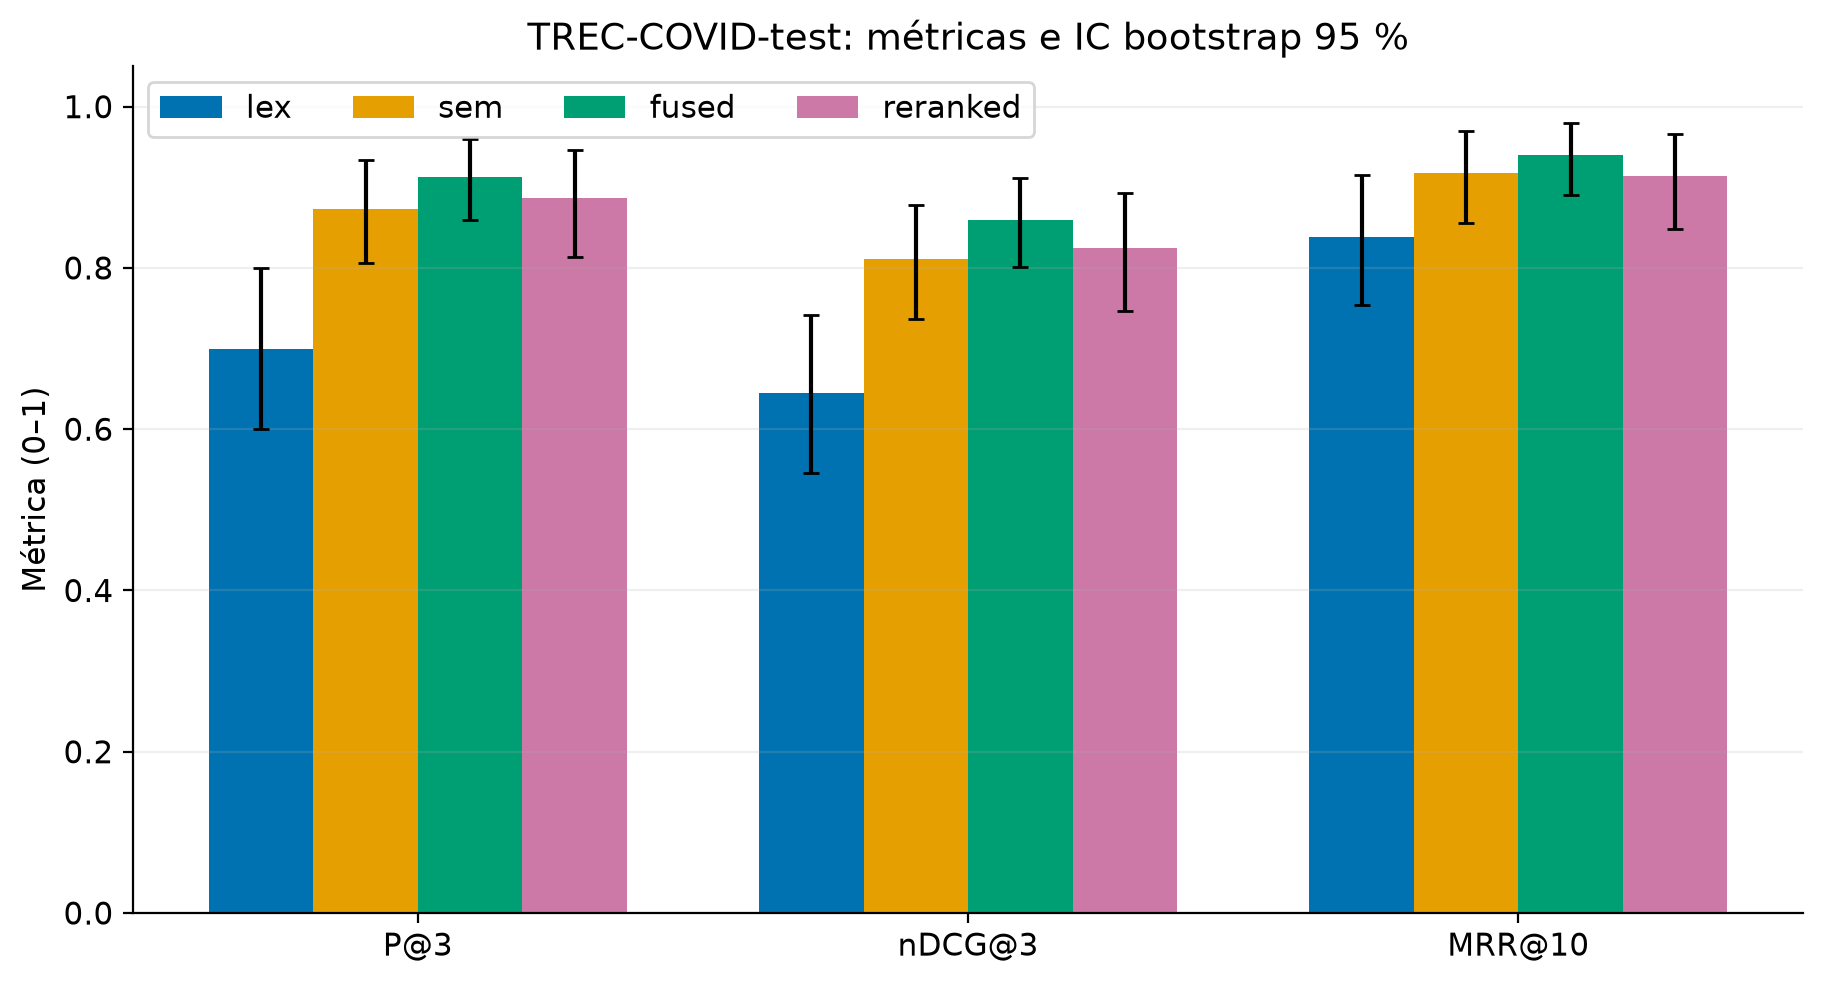 TREC-COVID-test: métricas e IC bootstrap 95 %
lex sem fused reranked
Métrica (0–1)
1.0
0.8
0.6
0.4
0.2
0.0
P@3 nDCG@3 MRR@10